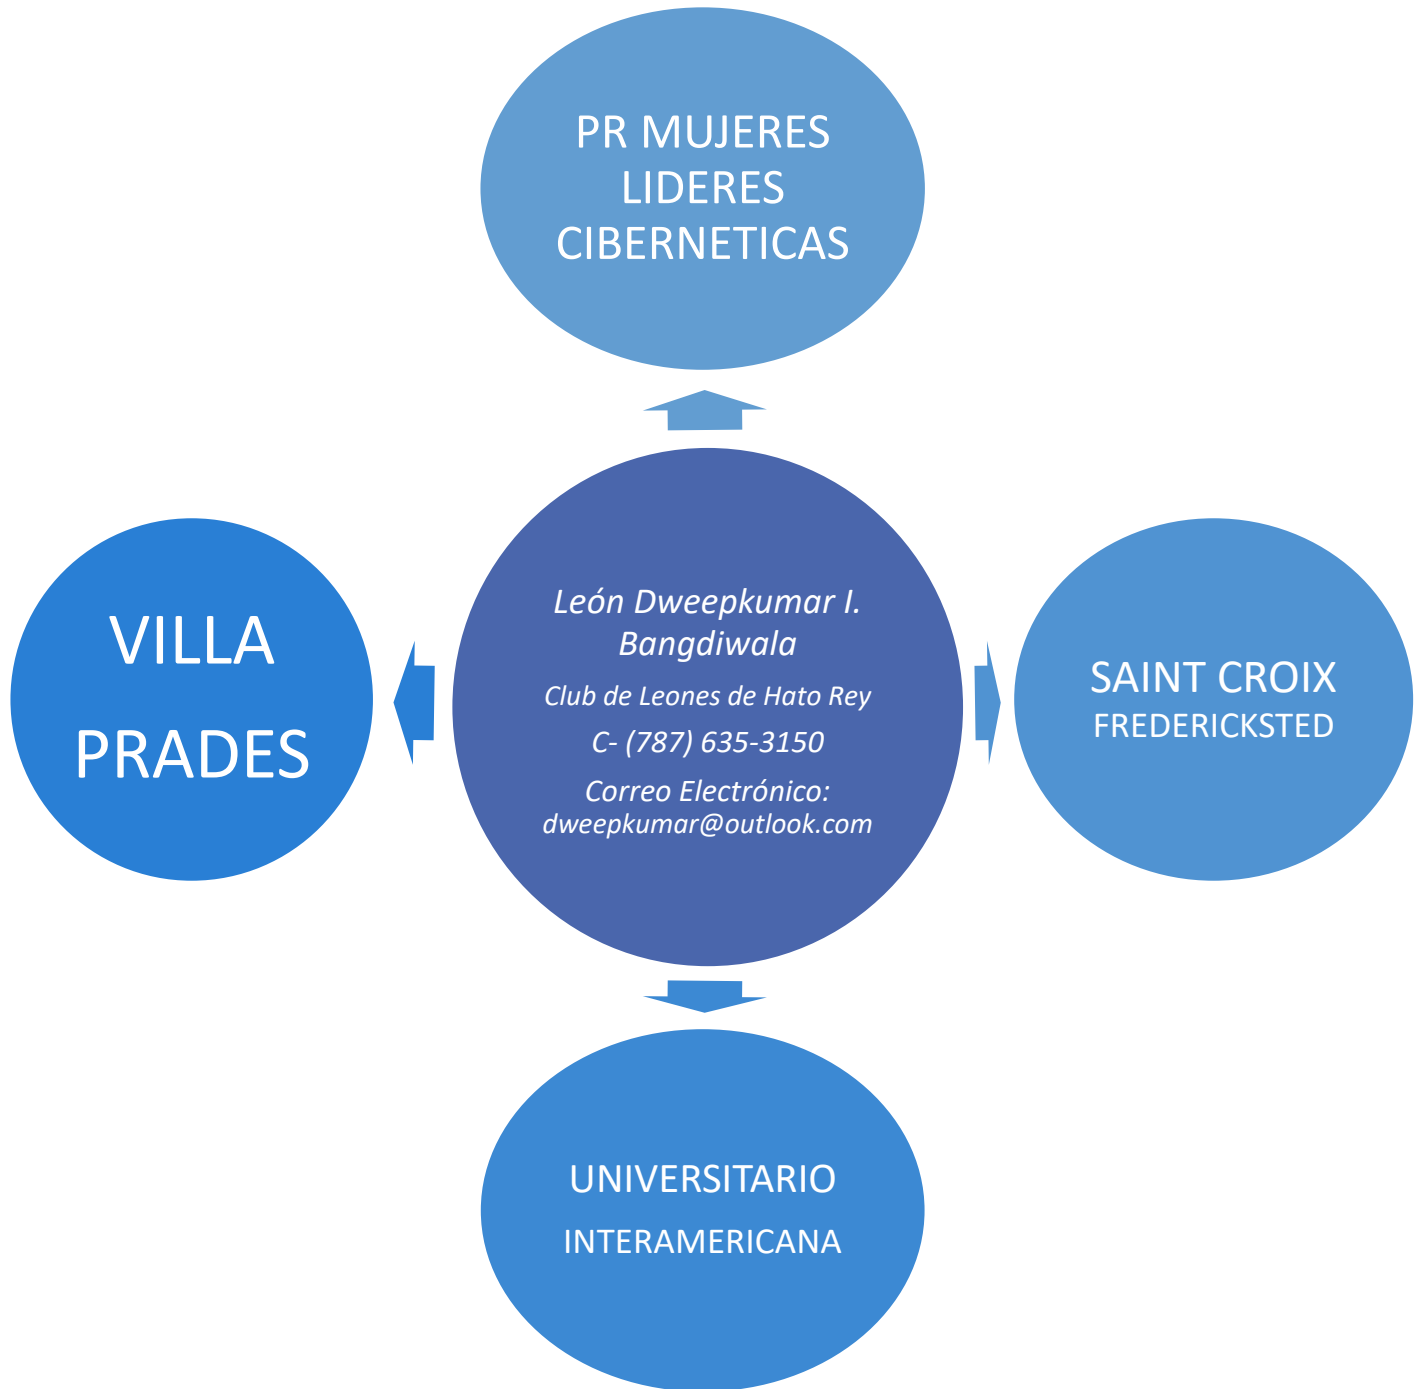 PR MUJERES
LIDERES
CIBERNETICAS
VILLA
PRADES
León Dweepkumar I.
Bangdiwala
Club de Leones de Hato Rey
C- (787) 635-3150
Correo Electrónico:
dweepkumar@outlook.com
SAINT CROIX
FREDERICKSTED
UNIVERSITARIO
INTERAMERICANA